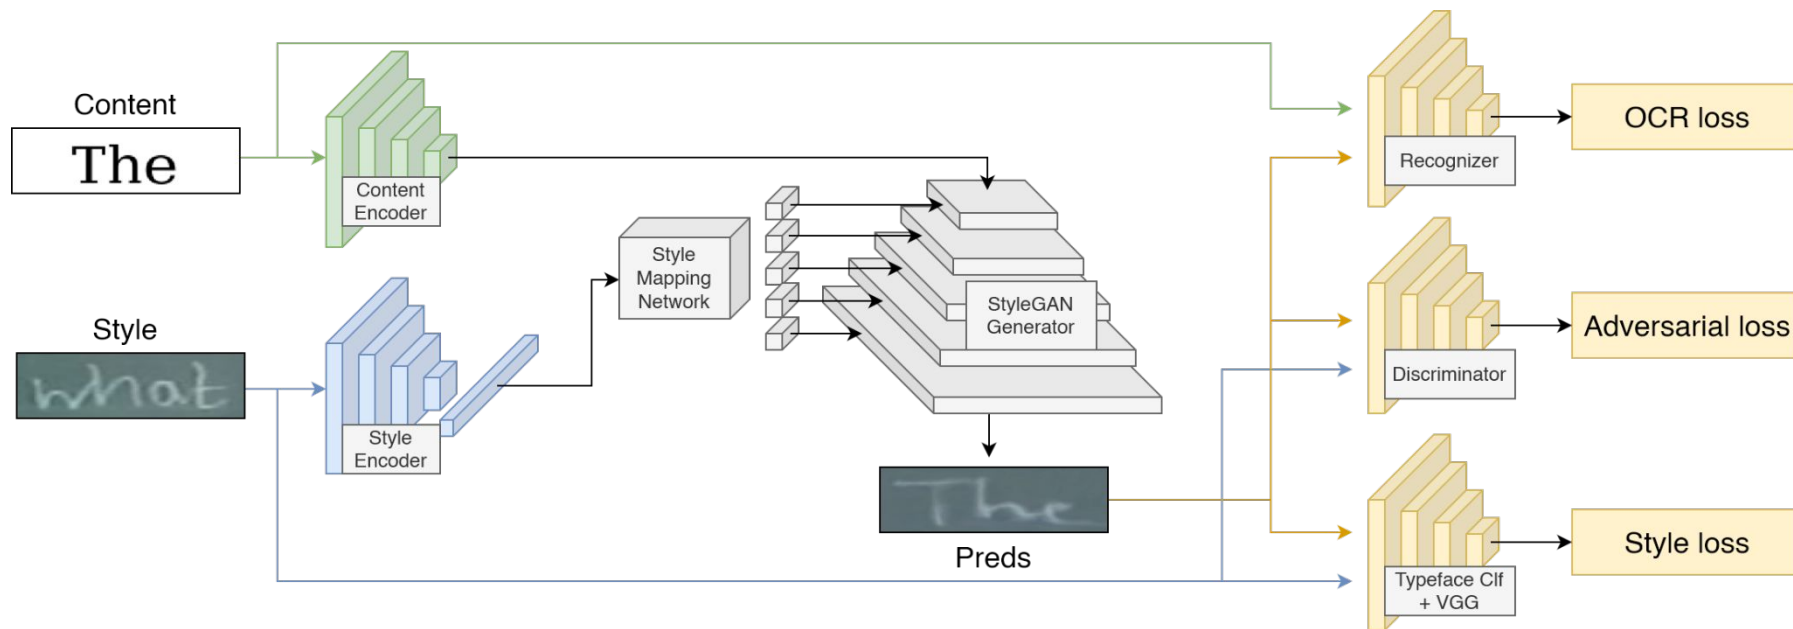 Content
The
Content
Encoder
Style
what
Style
Encoder
Style
Mapping
Network
StyleGAN
Generator
The
Preds
Recognizer
OCR loss
Discriminator
Adversarial loss
Typeface Clf
+ VGG
Style loss